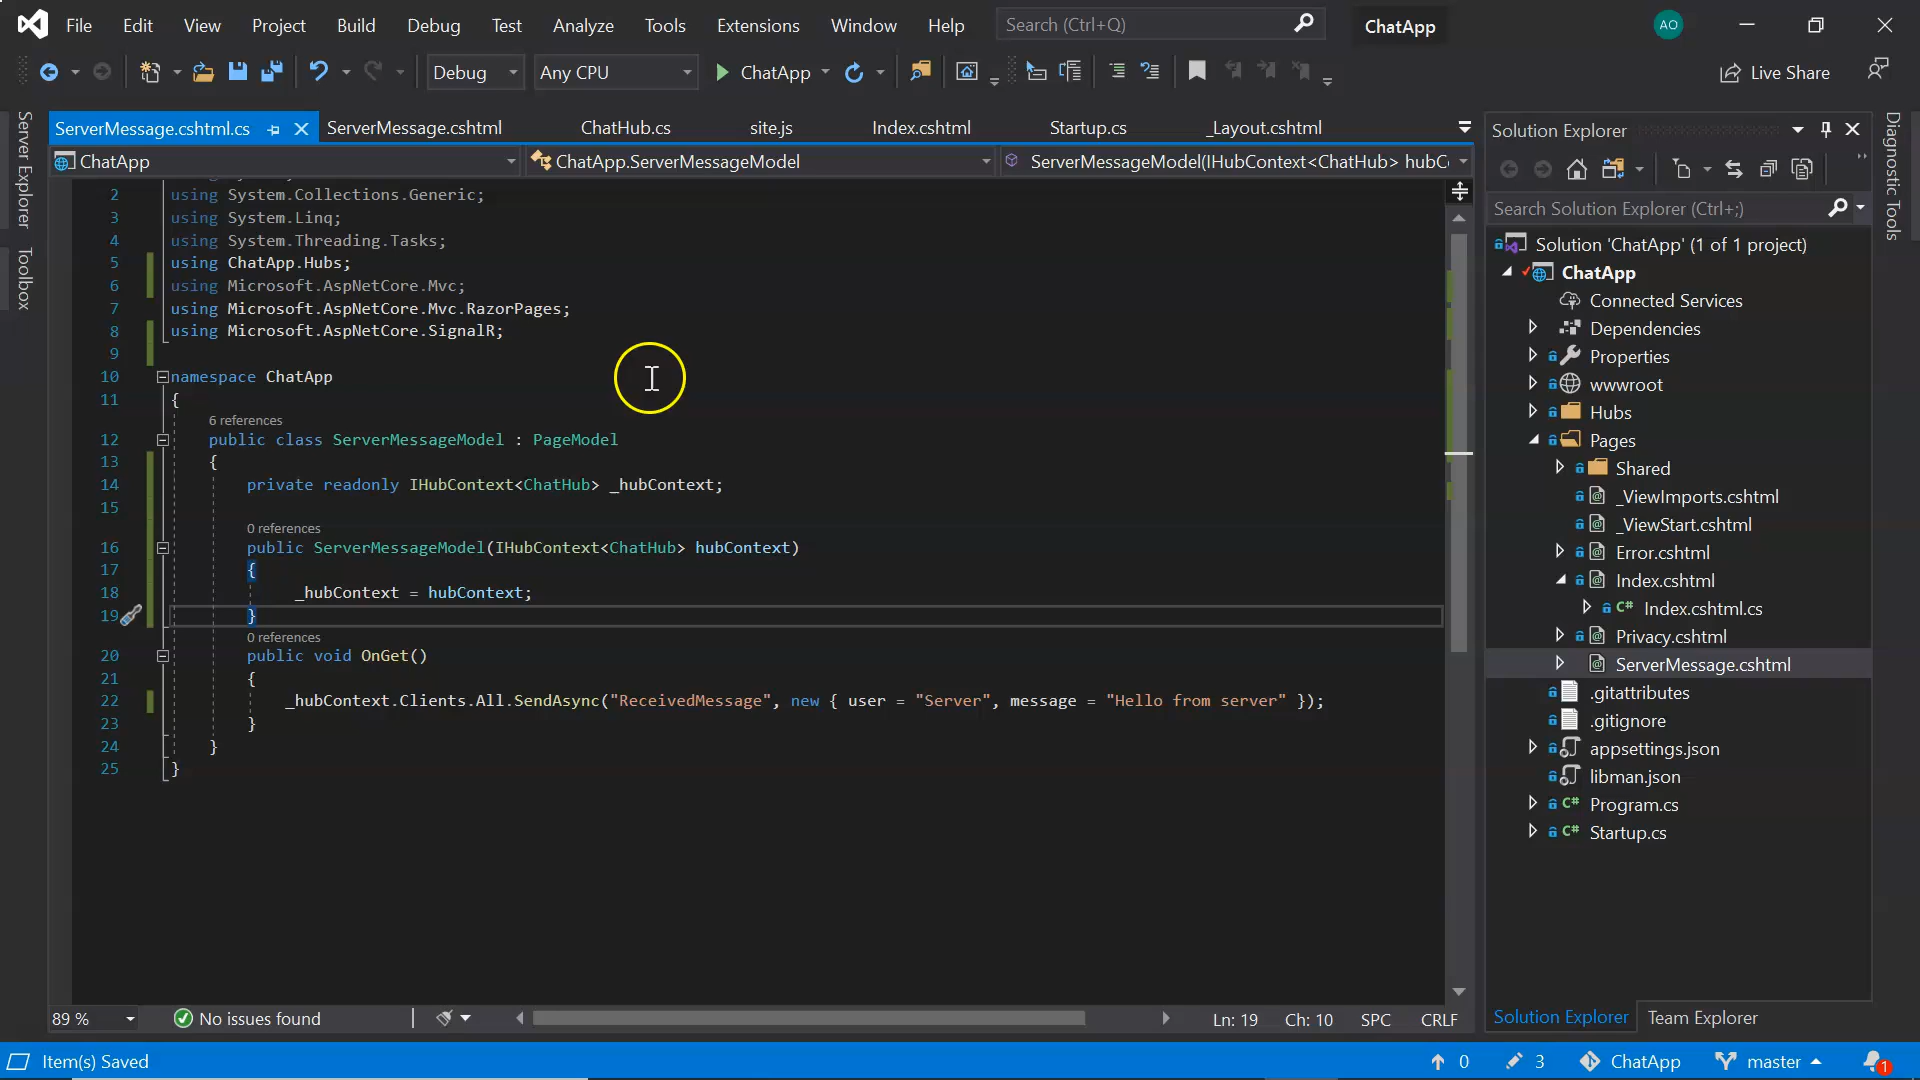 File Edit View Project Build Debug Test Analyze Tools Extensions Window Help Search (Ctrl+Q) ChatApp AO
Debug Any CPU ChatApp Live Share
Server Explorer
Toolbox
ServerMessage.cshtml.cs ServerMessage.cshtml ChatHub.cs site.js Index.cshtml Startup.cs _Layout.cshtml
ChatApp ChatApp.ServerMessageModel ServerMessageModel(IHubContext<ChatHub> hubCo
2 using System.Collections.Generic;
3 using System.Linq;
4 using System.Threading.Tasks;
5 using ChatApp.Hubs;
6 using Microsoft.AspNetCore.Mvc;
7 using Microsoft.AspNetCore.Mvc.RazorPages;
8 using Microsoft.AspNetCore.SignalR;
9
10 namespace ChatApp
11 {
6 references
12 public class ServerMessageModel : PageModel
13 {
14 private readonly IHubContext<ChatHub> _hubContext;
15
0 references
16 public ServerMessageModel(IHubContext<ChatHub> hubContext)
17 {
18 _hubContext = hubContext;
19 }
0 references
20 public void OnGet()
21 {
22 _hubContext.Clients.All.SendAsync("ReceivedMessage", new { user = "Server", message = "Hello from server" });
23 }
24 }
25 }
89 % No issues found Ln: 19 Ch: 10 SPC CRLF
Solution Explorer
Search Solution Explorer (Ctrl+;)
Solution 'ChatApp' (1 of 1 project)
ChatApp
Connected Services
Dependencies
Properties
wwwroot
Hubs
Pages
Shared
_ViewImports.cshtml
_ViewStart.cshtml
Error.cshtml
Index.cshtml
C# Index.cshtml.cs
Privacy.cshtml
ServerMessage.cshtml
.gitattributes
.gitignore
appsettings.json
libman.json
C# Program.cs
C# Startup.cs
Solution Explorer Team Explorer
Diagnostic Tools
Item(s) Saved 0 3 ChatApp master 1